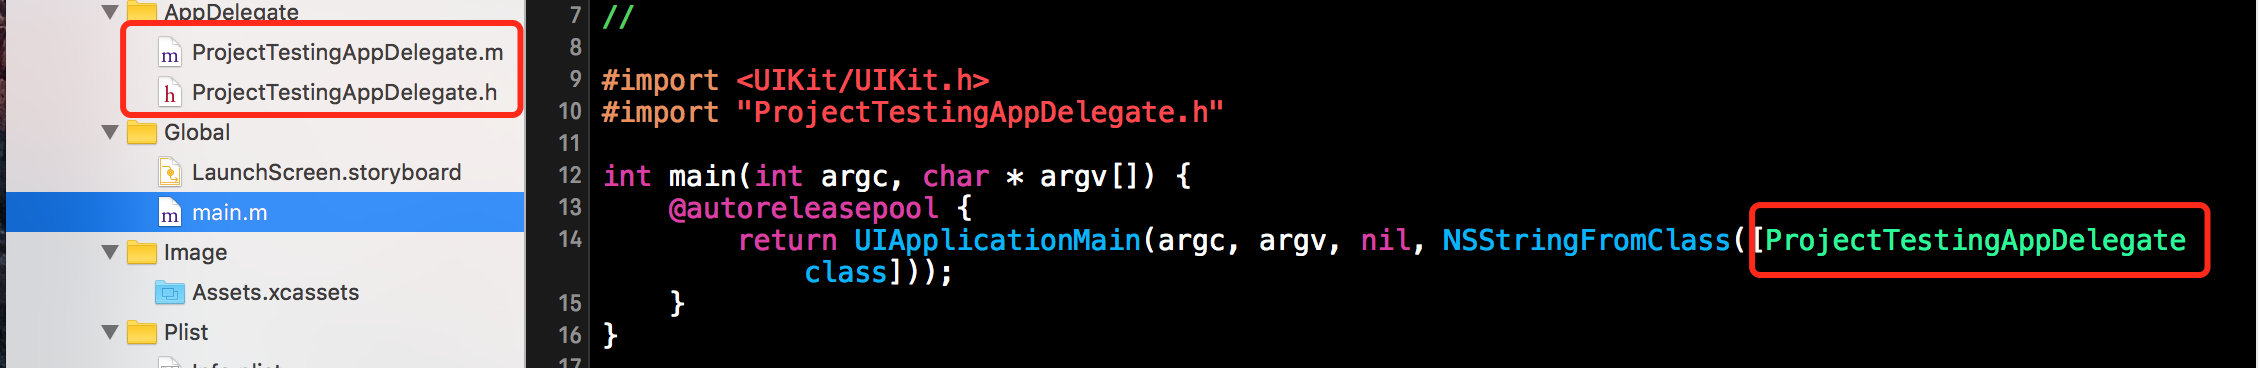 AppDelegate
m ProjectTestingAppDelegate.m
h ProjectTestingAppDelegate.h
Global
LaunchScreen.storyboard
m main.m
Image
Assets.xcassets
Plist
7 //
8
9 #import <UIKit/UIKit.h>
10 #import "ProjectTestingAppDelegate.h"
11
12 int main(int argc, char * argv[]) {
13 @autoreleasepool {
14 return UIApplicationMain(argc, argv, nil, NSStringFromClass([ProjectTestingAppDelegate
class]));
15 }
16 }
17